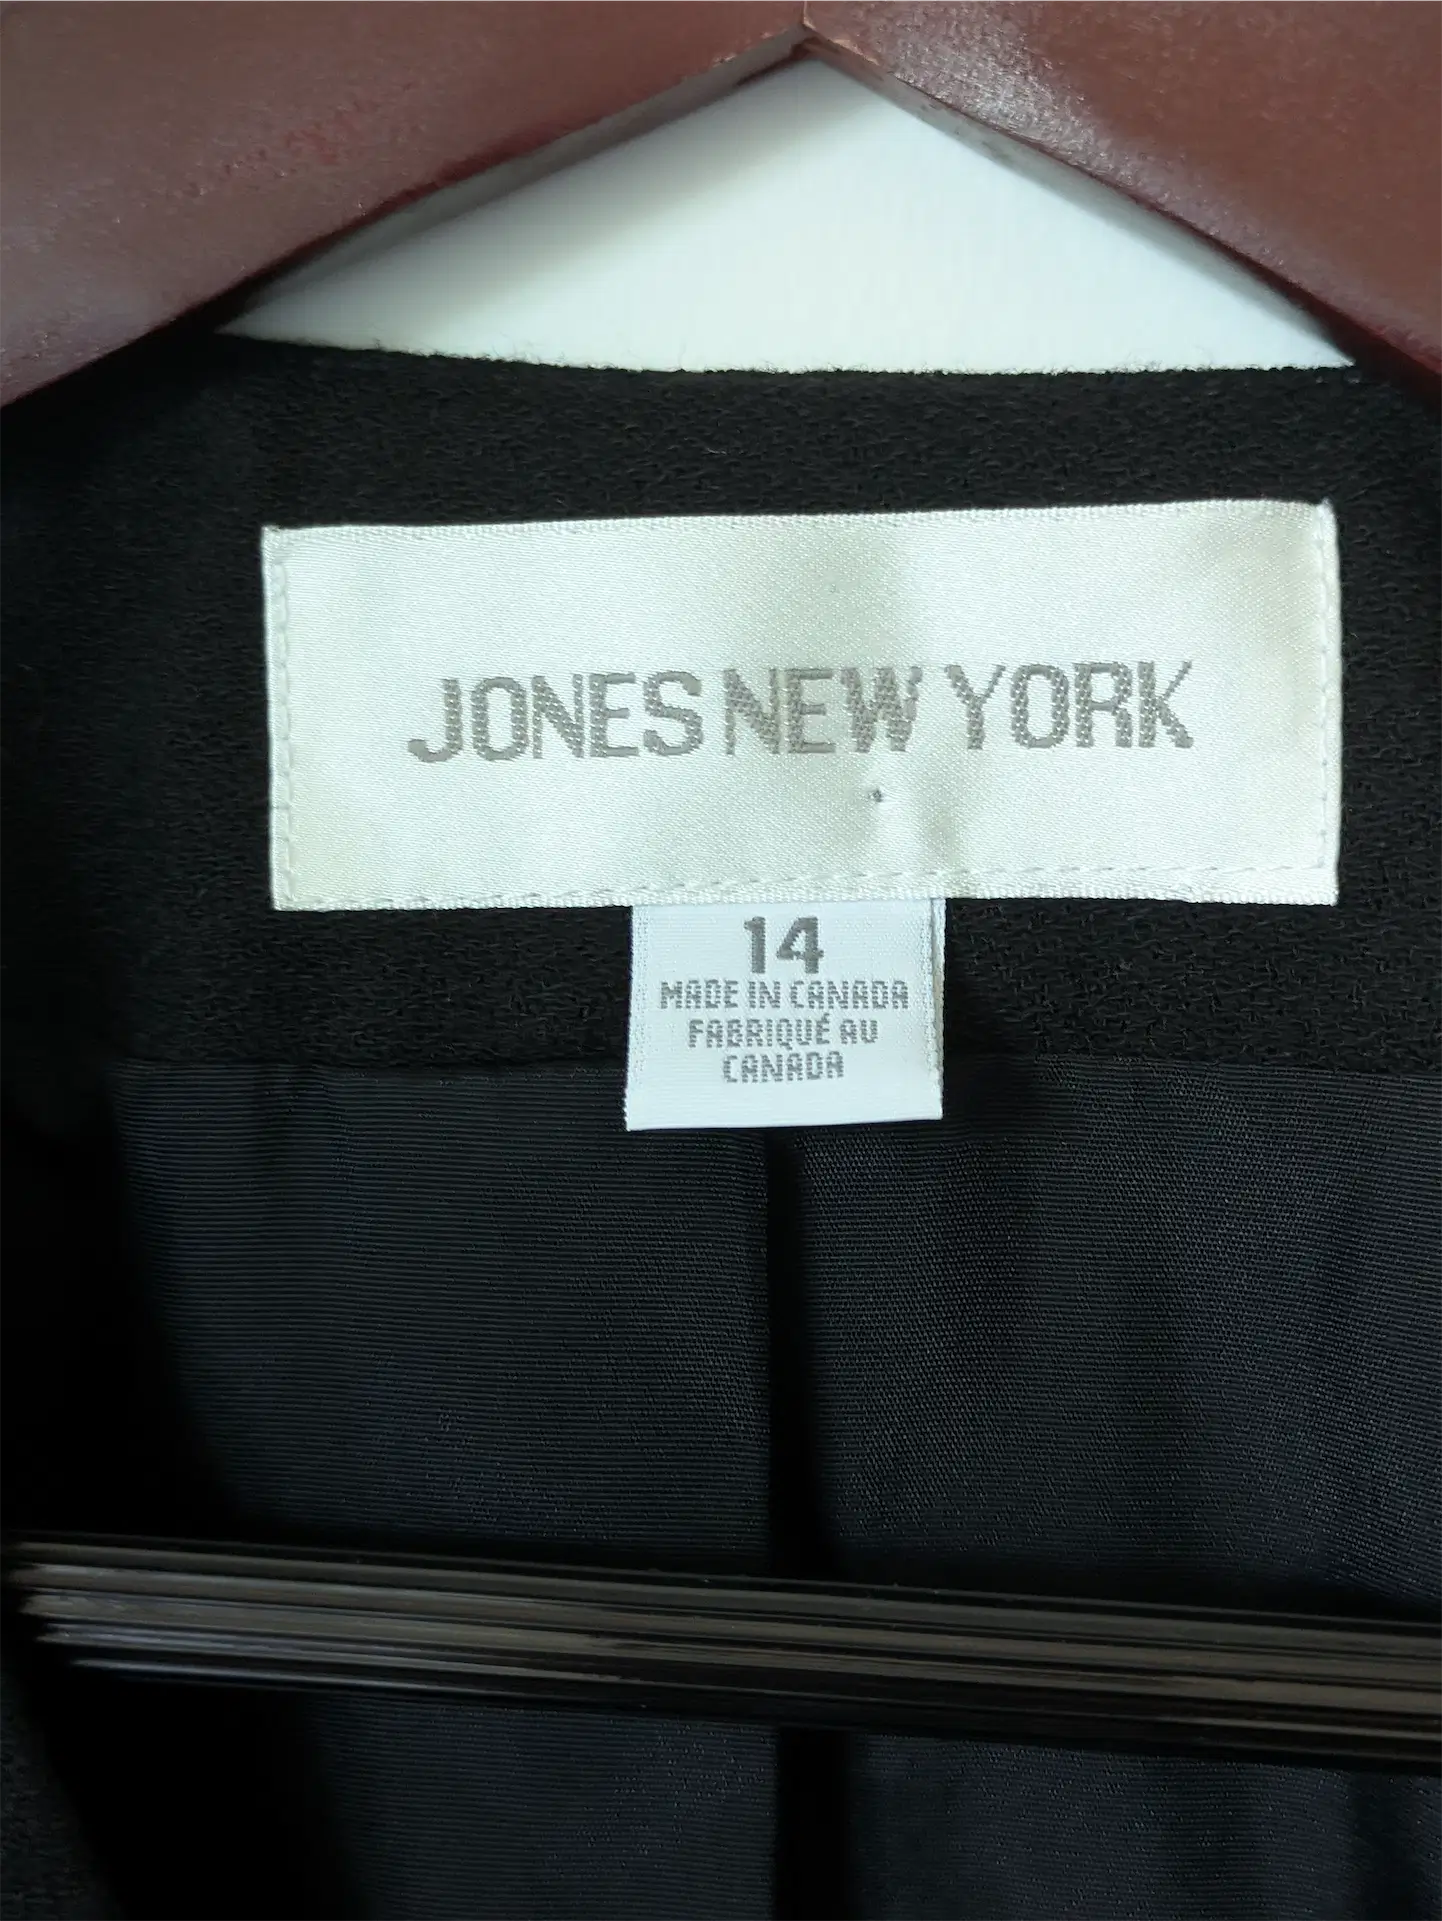 JONES NEW YORK
14
MADE IN CANADA
FABRIQUÉ AU
CANADA